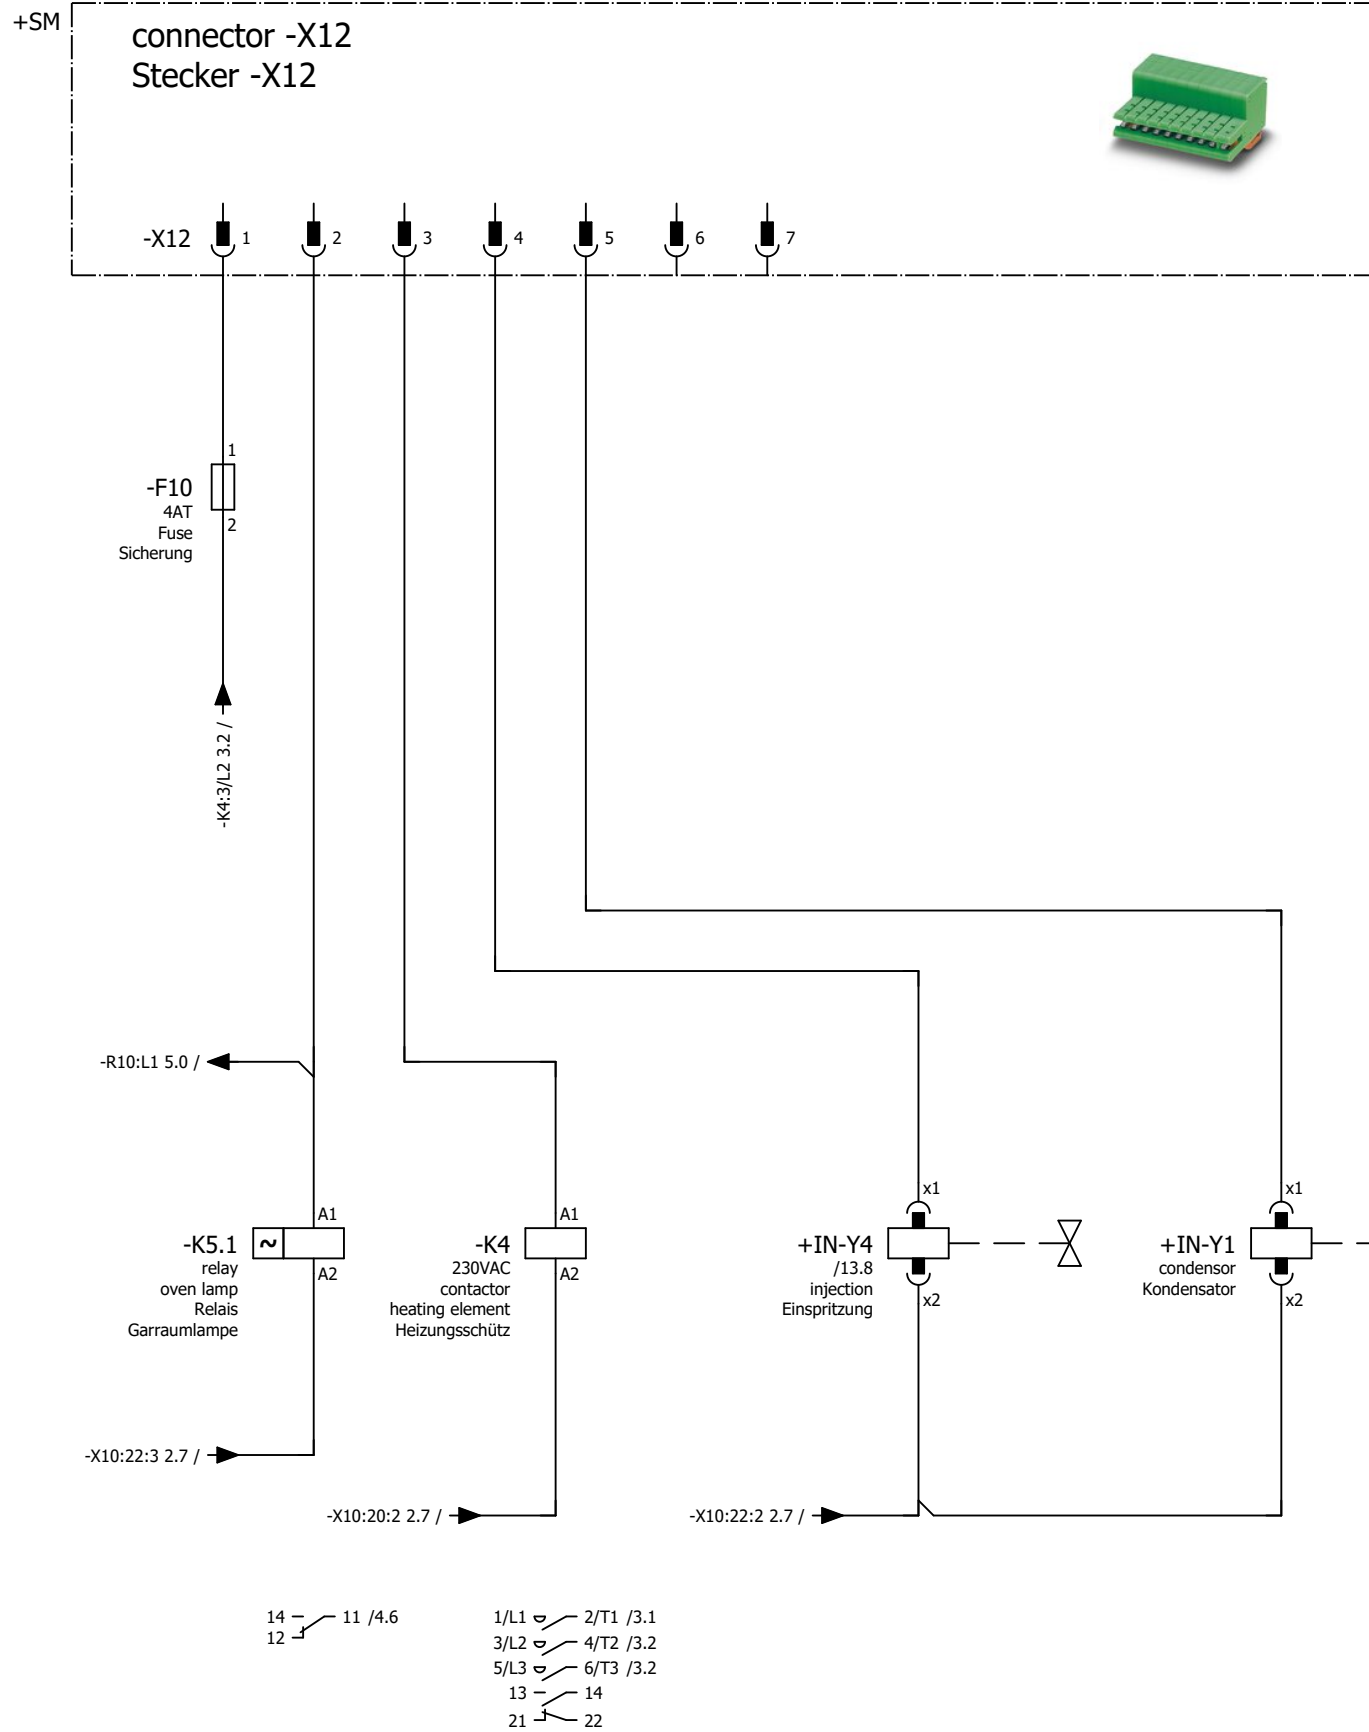 +SM
connector -X12
Stecker -X12
-X12 1 2 3 4 5 6 7
1
-F10
4AT
Fuse
Sicherung
2
-K4:3/L2 3.2 /
-R10:L1 5.0 /
A1
-K5.1
~
relay
oven lamp
Relais
Garraumlampe
A2
A1
-K4
230VAC
contactor
heating element
Heizungsschütz
A2
x1
+IN-Y4
/13.8
injection
Einspritzung
x2
x1
+IN-Y1
condensor
Kondensator
x2
-X10:22:3 2.7 /
-X10:20:2 2.7 /
-X10:22:2 2.7 /
14 11 /4.6
12
1/L1 2/T1 /3.1
3/L2 4/T2 /3.2
5/L3 6/T3 /3.2
13 14
21 22